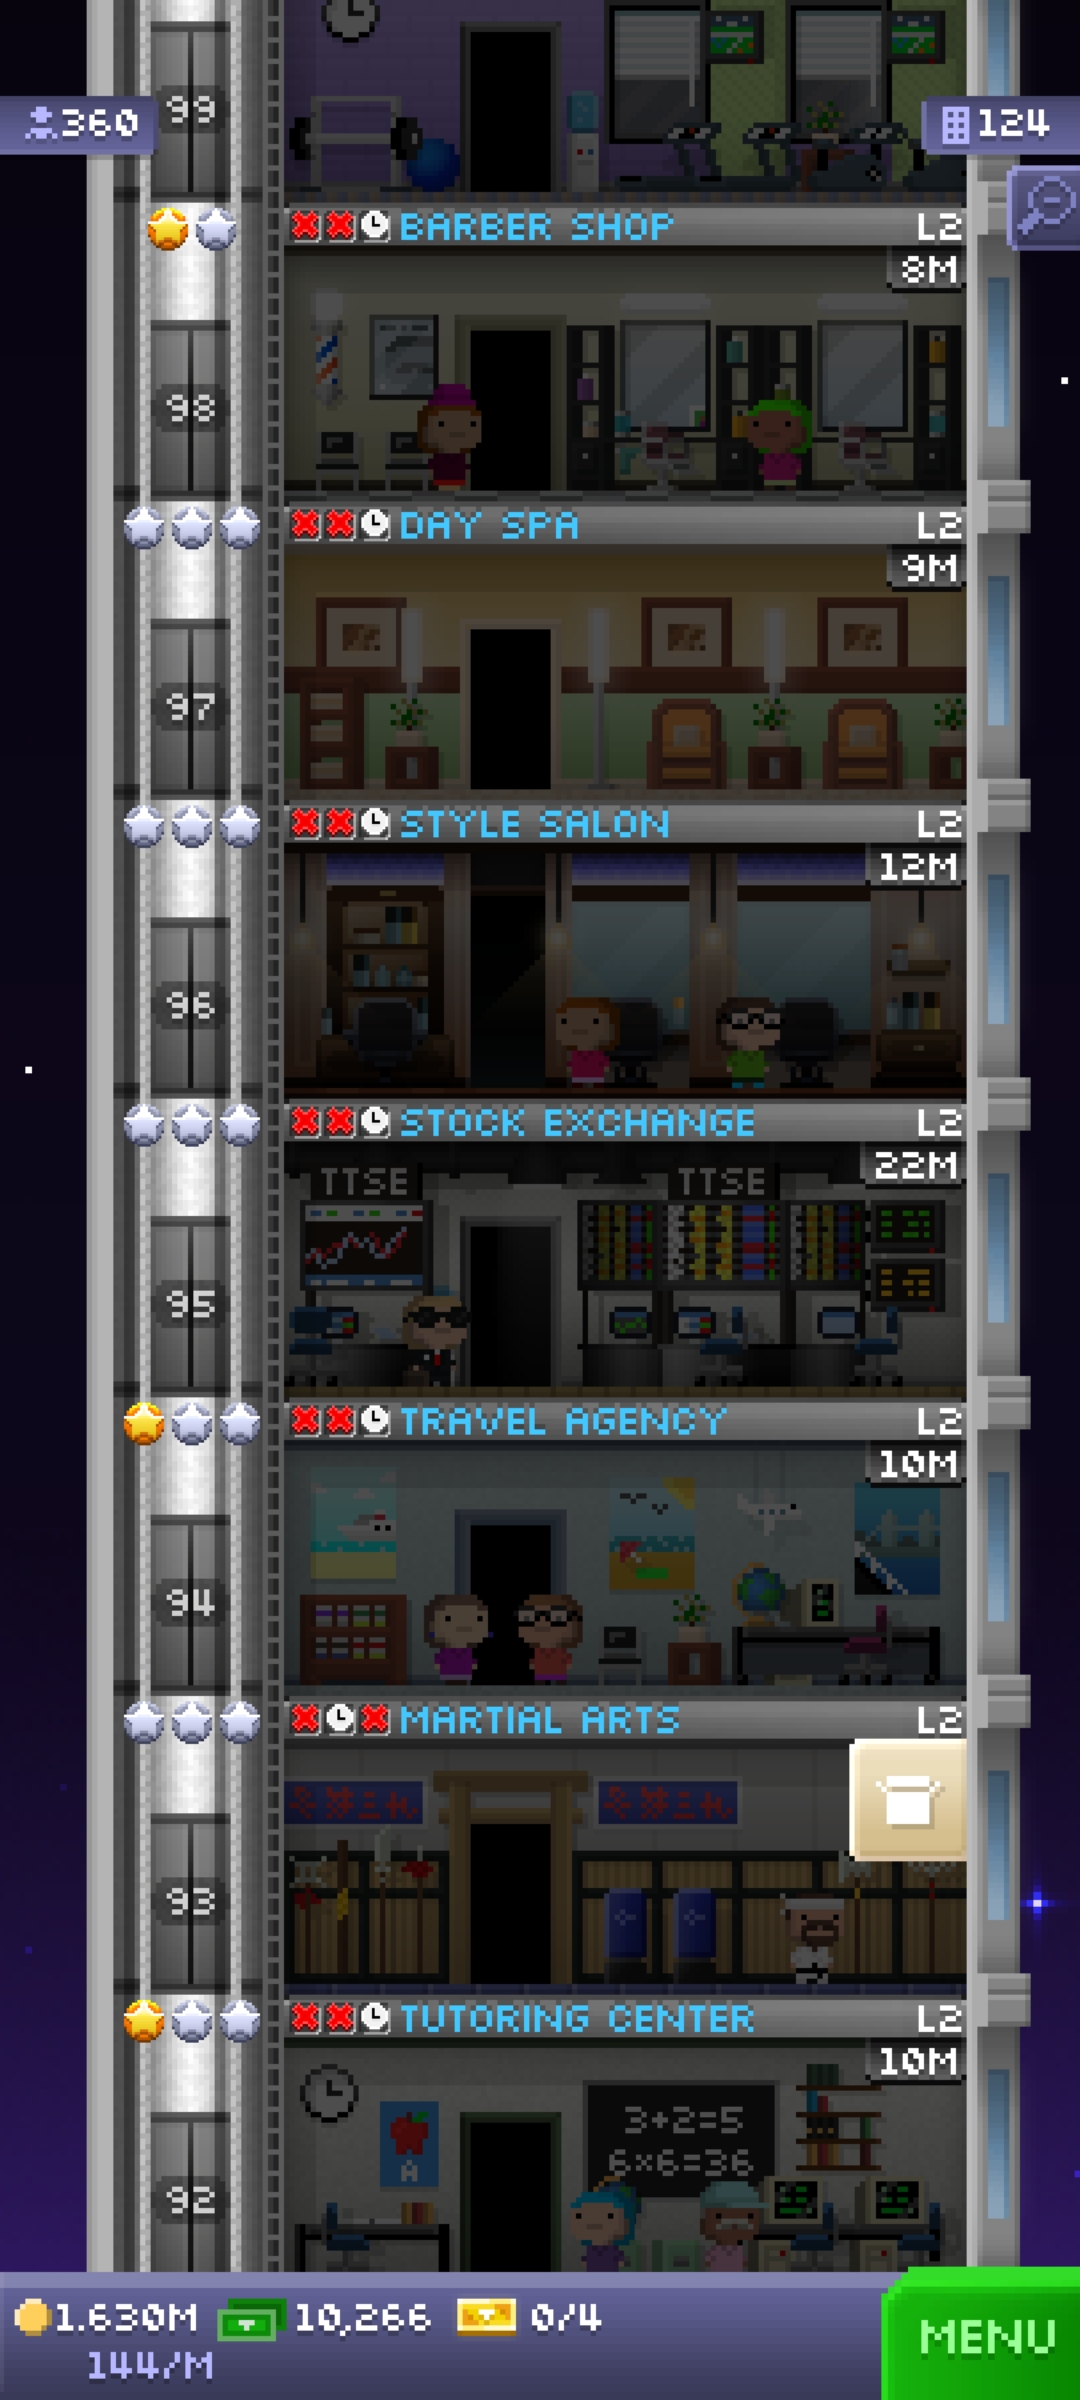 99
360
124
BARBER SHOP L2
8M
98
DAY SPA L2
9M
97
STYLE SALON L2
12M
96
STOCK EXCHANGE L2
22M
TTSE TTSE
95
TRAVEL AGENCY L2
10M
94
MARTIAL ARTS L2
93
TUTORING CENTER L2
10M
3+2=5
6×6=36
A
92
1.630M 10,266 0/4
144/M
MENU